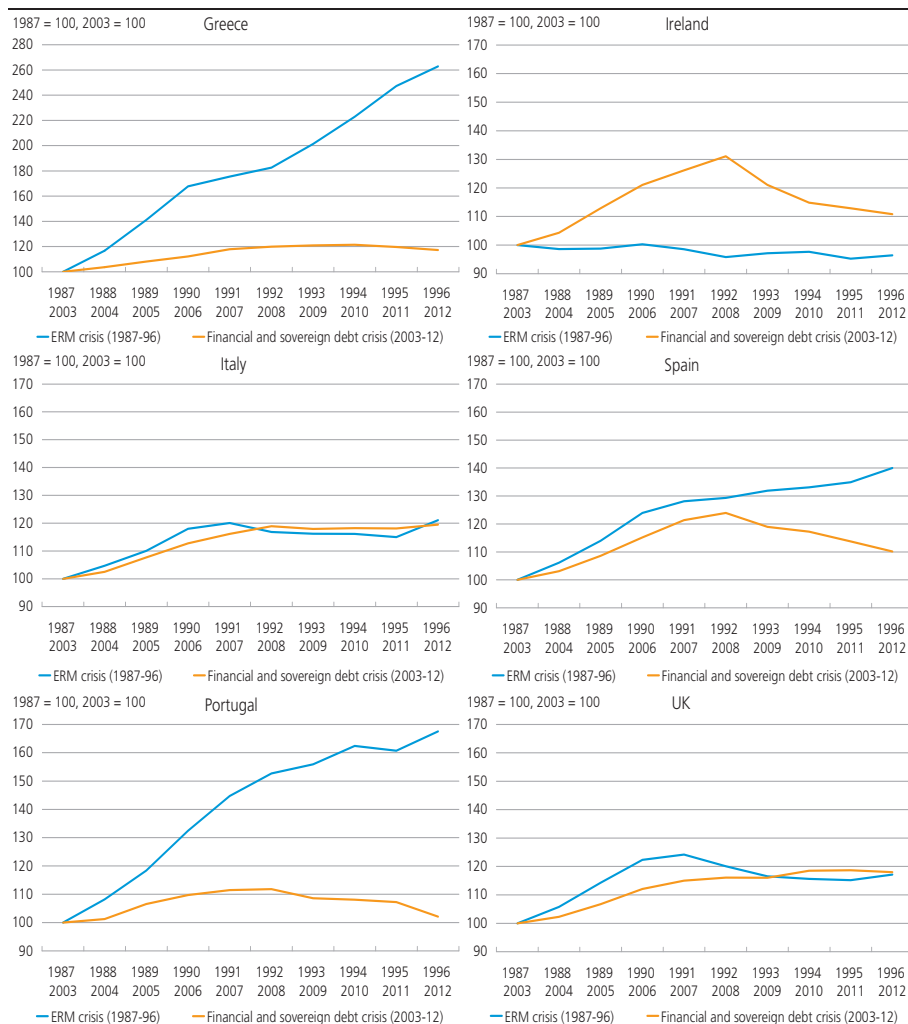 1987 = 100, 2003 = 100 Greece
280
260
240
220
200
180
160
140
120
100
1987 1988 1989 1990 1991 1992 1993 1994 1995 1996
2003 2004 2005 2006 2007 2008 2009 2010 2011 2012
ERM crisis (1987-96) Financial and sovereign debt crisis (2003-12)
1987 = 100, 2003 = 100 Ireland
170
160
150
140
130
120
110
100
90
1987 1988 1989 1990 1991 1992 1993 1994 1995 1996
2003 2004 2005 2006 2007 2008 2009 2010 2011 2012
ERM crisis (1987-96) Financial and sovereign debt crisis (2003-12)
1987 = 100, 2003 = 100 Italy
170
160
150
140
130
120
110
100
90
1987 1988 1989 1990 1991 1992 1993 1994 1995 1996
2003 2004 2005 2006 2007 2008 2009 2010 2011 2012
ERM crisis (1987-96) Financial and sovereign debt crisis (2003-12)
1987 = 100, 2003 = 100 Spain
170
160
150
140
130
120
110
100
90
1987 1988 1989 1990 1991 1992 1993 1994 1995 1996
2003 2004 2005 2006 2007 2008 2009 2010 2011 2012
ERM crisis (1987-96) Financial and sovereign debt crisis (2003-12)
1987 = 100, 2003 = 100 Portugal
170
160
150
140
130
120
110
100
90
1987 1988 1989 1990 1991 1992 1993 1994 1995 1996
2003 2004 2005 2006 2007 2008 2009 2010 2011 2012
ERM crisis (1987-96) Financial and sovereign debt crisis (2003-12)
1987 = 100, 2003 = 100 UK
170
160
150
140
130
120
110
100
90
1987 1988 1989 1990 1991 1992 1993 1994 1995 1996
2003 2004 2005 2006 2007 2008 2009 2010 2011 2012
ERM crisis (1987-96) Financial and sovereign debt crisis (2003-12)